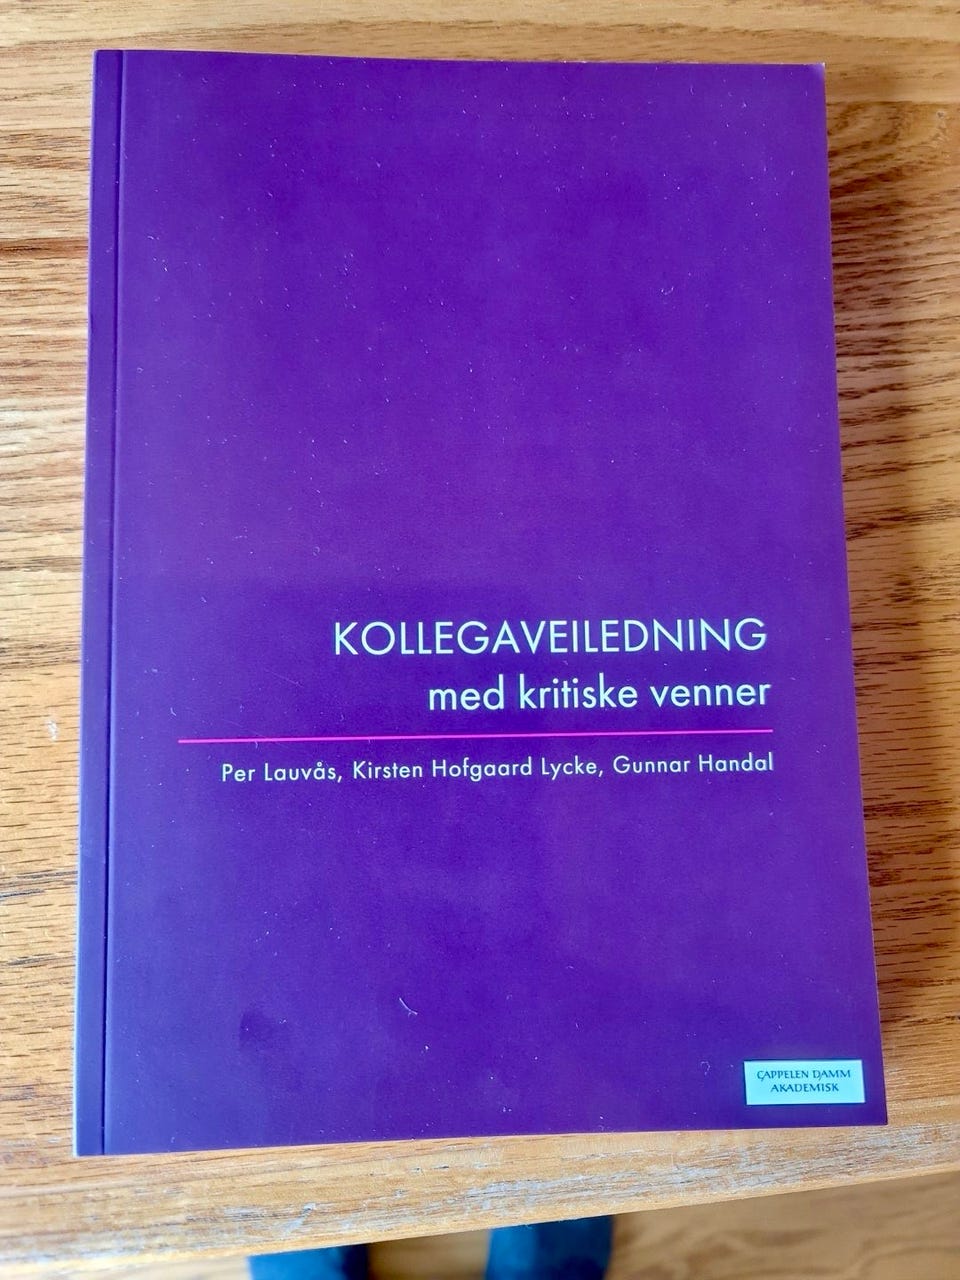 KOLLEGAVEILEDNING
med kritiske venner
Per Lauvås, Kirsten Hofgaard Lycke, Gunnar Handal
CAPPELEN DAMM
AKADEMISK